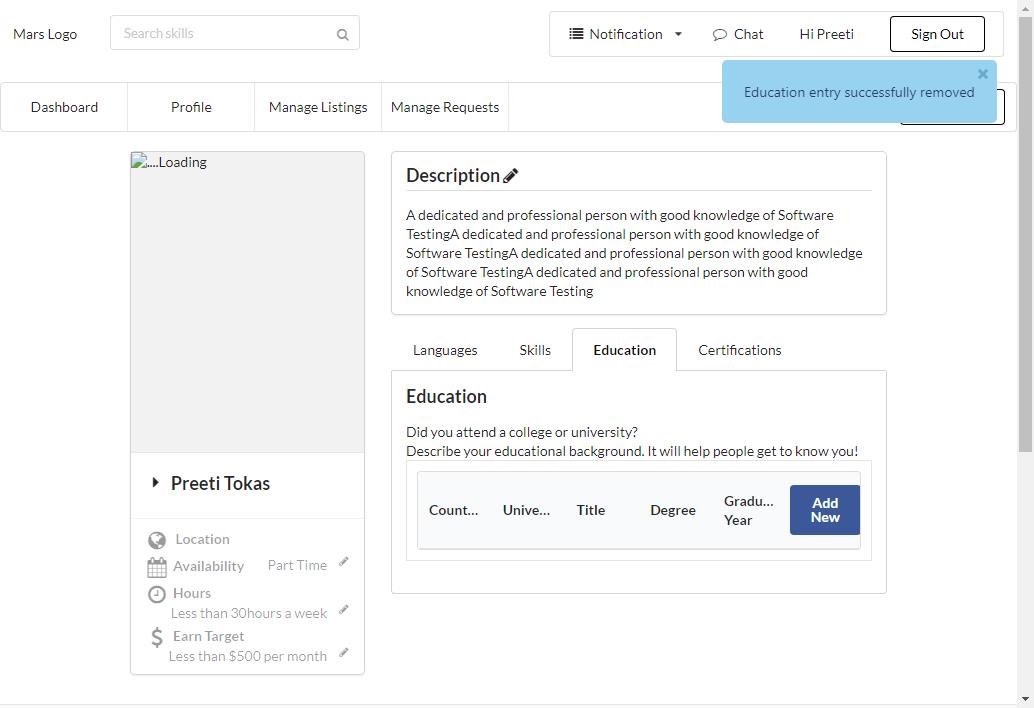 Mars Logo
Search skills
Notification
Chat
Hi Preeti
Sign Out
Education entry successfully removed
Dashboard
Profile
Manage Listings
Manage Requests
....Loading
Description
A dedicated and professional person with good knowledge of Software
TestingA dedicated and professional person with good knowledge of
Software TestingA dedicated and professional person with good knowledge
of Software TestingA dedicated and professional person with good
knowledge of Software Testing
Languages
Skills
Education
Certifications
Education
Did you attend a college or university?
Describe your educational background. It will help people get to know you!
Count...
Unive...
Title
Degree
Gradu...
Year
Add
New
Preeti Tokas
Location
Availability
Part Time
Hours
Less than 30hours a week
Earn Target
Less than $500 per month